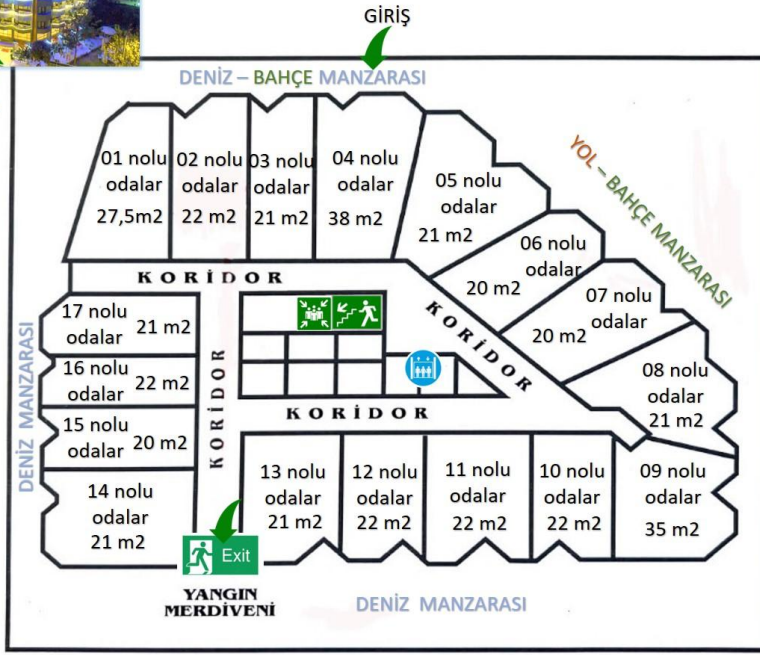 GİRİŞ
DENİZ – BAHÇE MANZARASI
YOL – BAHÇE MANZARASI
01 nolu
odalar
27,5m2
02 nolu
odalar
22 m2
03 nolu
odalar
21 m2
04 nolu
odalar
38 m2
05 nolu
odalar
21 m2
06 nolu
odalar
20 m2
07 nolu
odalar
20 m2
08 nolu
odalar
21 m2
09 nolu
odalar
35 m2
KORİDOR
KORİDOR
KORİDOR
KORİDOR
17 nolu
odalar 21 m2
16 nolu
odalar 22 m2
15 nolu
odalar 20 m2
14 nolu
odalar
21 m2
DENİZ MANZARASI
13 nolu
odalar
21 m2
12 nolu
odalar
22 m2
11 nolu
odalar
22 m2
10 nolu
odalar
22 m2
Exit
YANGIN
MERDİVENİ
DENİZ MANZARASI